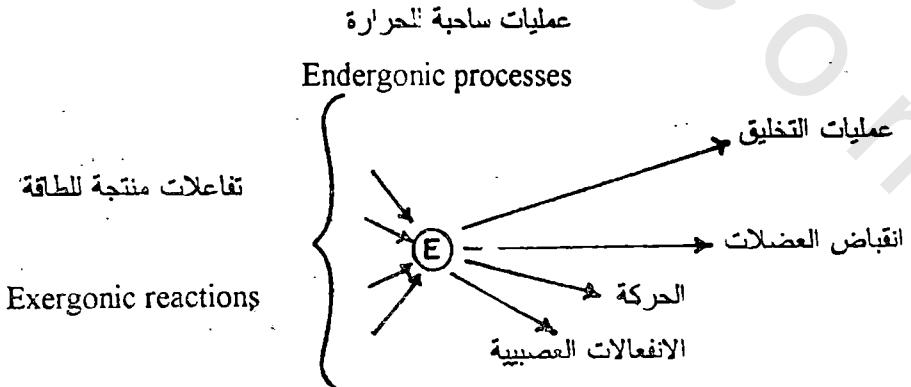 عمليات ساحبة للحرارة
Endergonic processes
عمليات التخليق
تفاعلات منتجة للطاقة
انقباض العضلات
E
الحركة
Exergonic reactions
الانفعالات العصبية